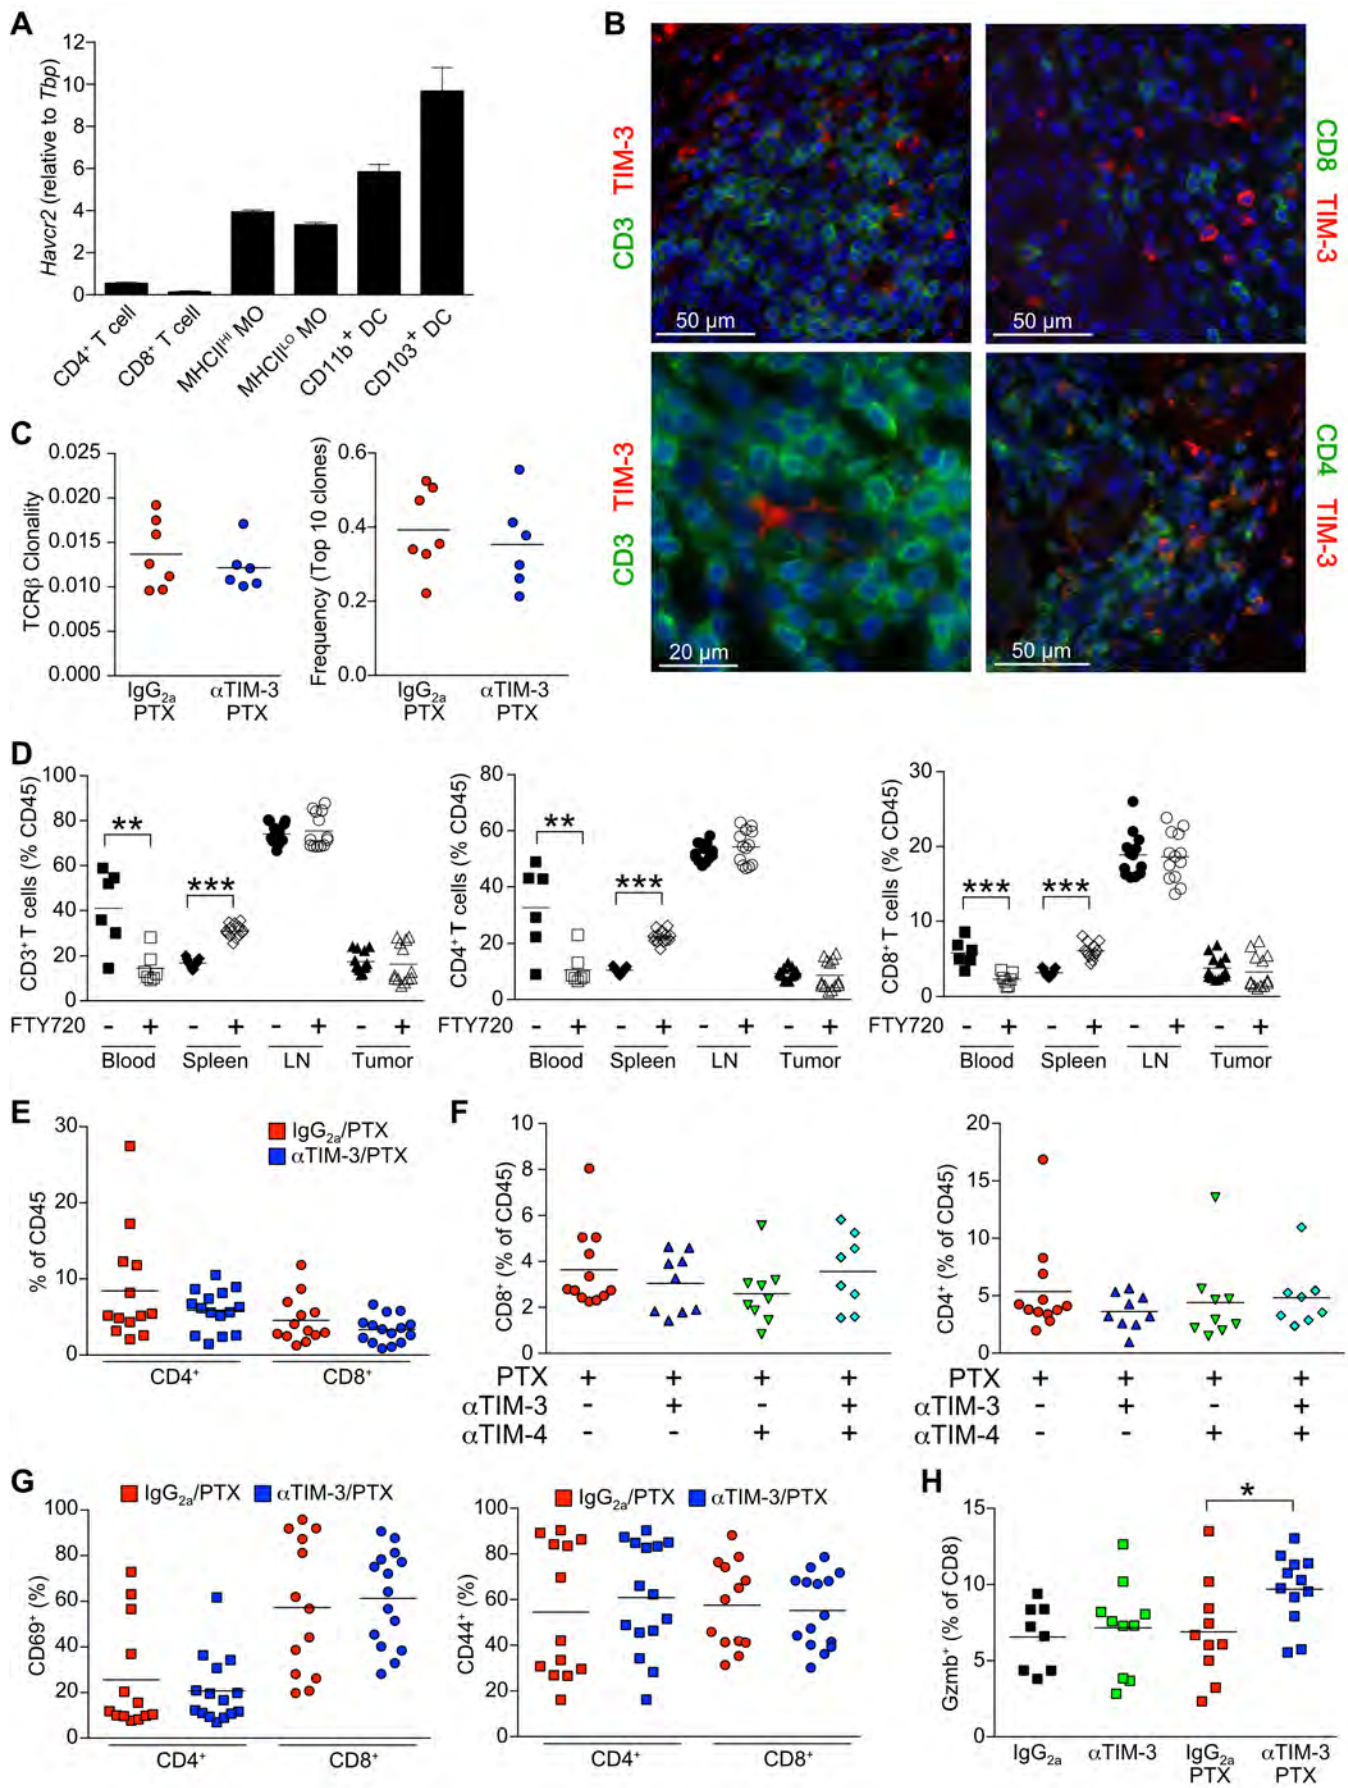 A
Havcr2 (relative to Tbp)
12
10
8
6
4
2
0
CD4+ T cell
CD8+ T cell
MHCIIHI MO
MHCIILO MO
CD11b+ DC
CD103+ DC
B
CD3 TIM-3
50 µm
CD8 TIM-3
50 µm
CD3 TIM-3
20 µm
CD4 TIM-3
50 µm
C
TCRβ Clonality
0.025
0.020
0.015
0.010
0.005
0.000
IgG2a αTIM-3
PTX PTX
Frequency (Top 10 clones)
0.6
0.4
0.2
0.0
IgG2a αTIM-3
PTX PTX
D
CD3+ T cells (% CD45)
100
80
60
40
20
0
**
***
FTY720 - + - + - + - +
Blood Spleen LN Tumor
CD4+ T cells (% CD45)
80
60
40
20
0
**
***
FTY720 - + - + - + - +
Blood Spleen LN Tumor
CD8+ T cells (% CD45)
30
20
10
0
***
***
FTY720 - + - + - + - +
Blood Spleen LN Tumor
E
% of CD45
30
20
10
0
IgG2a/PTX
αTIM-3/PTX
CD4+ CD8+
F
CD8+ (% of CD45)
10
8
6
4
2
0
PTX + + + +
αTIM-3 - + - +
αTIM-4 - - + +
CD4+ (% of CD45)
20
15
10
5
0
PTX + + + +
αTIM-3 - + - +
αTIM-4 - - + +
G
IgG2a/PTX αTIM-3/PTX
CD69+ (%)
100
80
60
40
20
0
CD4+ CD8+
IgG2a/PTX αTIM-3/PTX
CD44+ (%)
100
80
60
40
20
0
CD4+ CD8+
H
Gzmb+ (% of CD8)
15
10
5
0
*
IgG2a αTIM-3 IgG2a αTIM-3
PTX PTX